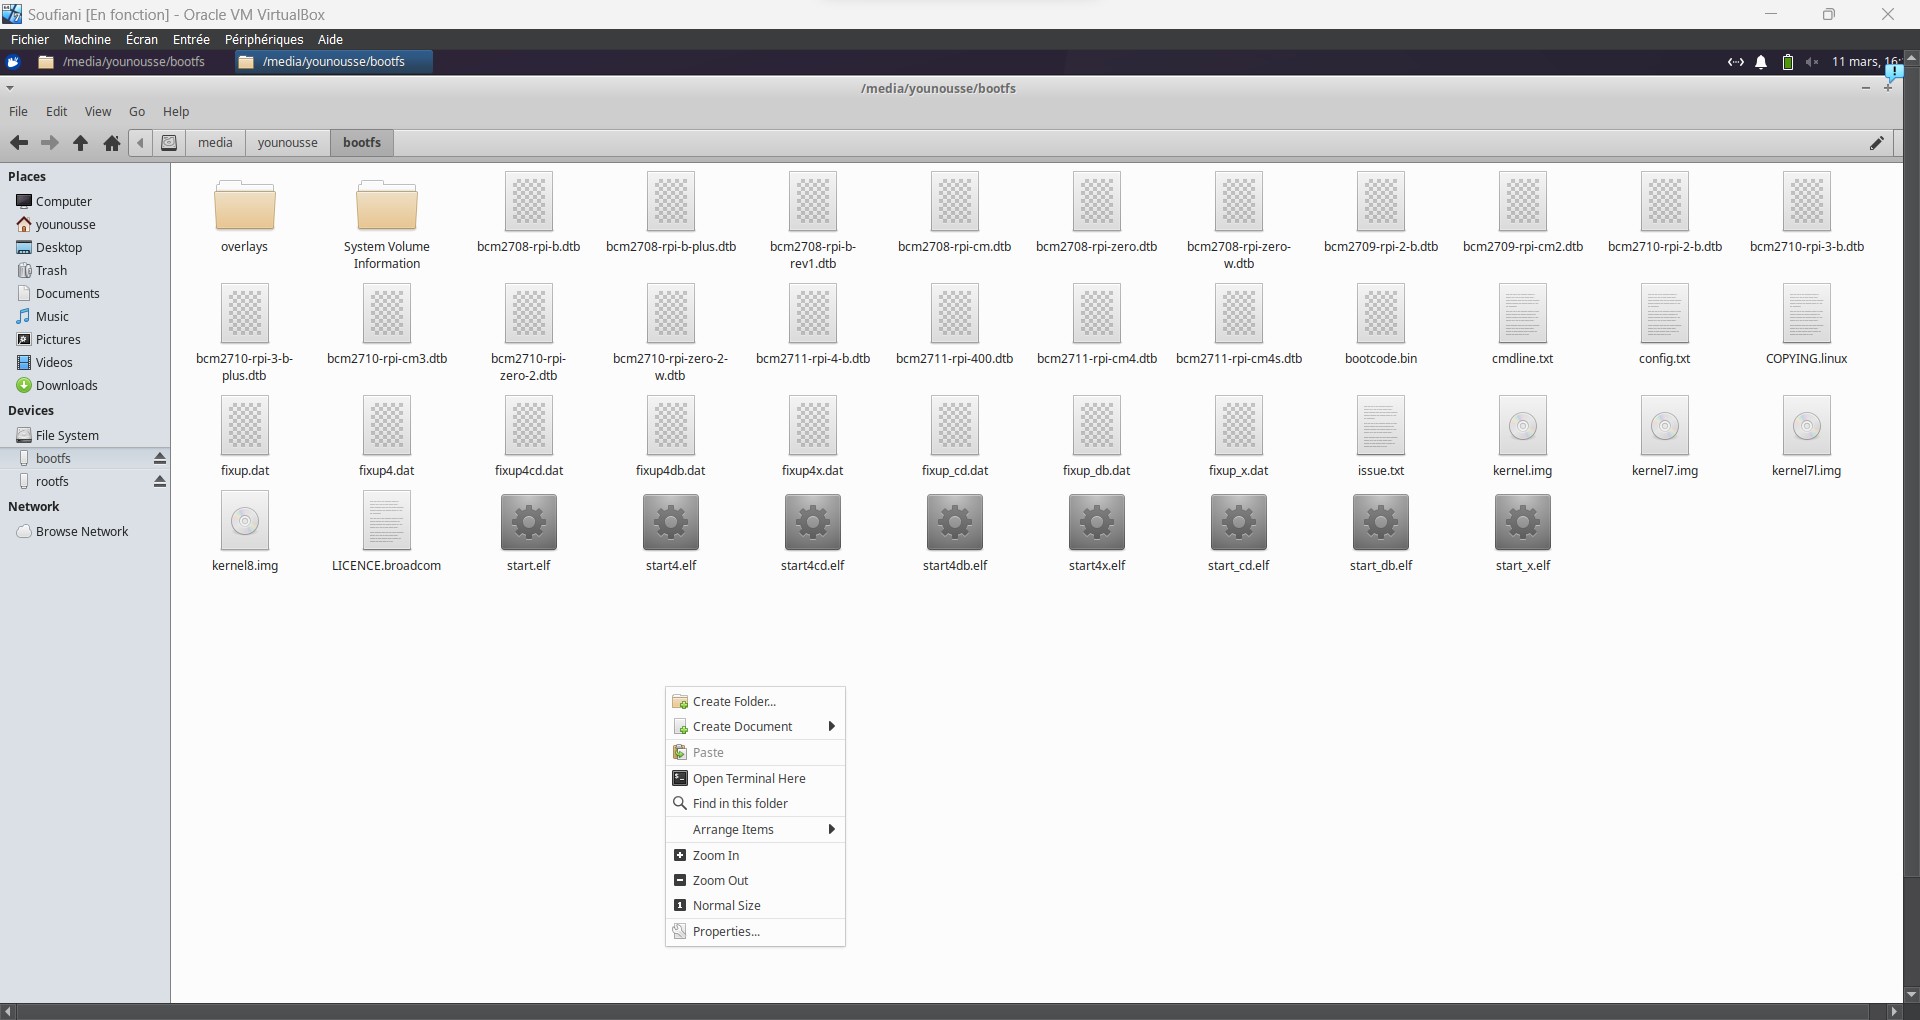 Soufiani [En fonction] - Oracle VM VirtualBox
Fichier Machine Écran Entrée Périphériques Aide
/media/younousse/bootfs /media/younousse/bootfs 11 mars, 16:
/media/younousse/bootfs
File Edit View Go Help
media younousse bootfs
Places
Computer
younousse
Desktop
Trash
Documents
Music
Pictures
Videos
Downloads
Devices
File System
bootfs
rootfs
Network
Browse Network
overlays
System Volume
Information
bcm2708-rpi-b.dtb
bcm2708-rpi-b-plus.dtb
bcm2708-rpi-b-
rev1.dtb
bcm2708-rpi-cm.dtb
bcm2708-rpi-zero.dtb
bcm2708-rpi-zero-
w.dtb
bcm2709-rpi-2-b.dtb
bcm2709-rpi-cm2.dtb
bcm2710-rpi-2-b.dtb
bcm2710-rpi-3-b.dtb
bcm2710-rpi-3-b-
plus.dtb
bcm2710-rpi-cm3.dtb
bcm2710-rpi-
zero-2.dtb
bcm2710-rpi-zero-2-
w.dtb
bcm2711-rpi-4-b.dtb
bcm2711-rpi-400.dtb
bcm2711-rpi-cm4.dtb
bcm2711-rpi-cm4s.dtb
bootcode.bin
cmdline.txt
config.txt
COPYING.linux
fixup.dat
fixup4.dat
fixup4cd.dat
fixup4db.dat
fixup4x.dat
fixup_cd.dat
fixup_db.dat
fixup_x.dat
issue.txt
kernel.img
kernel7.img
kernel7l.img
kernel8.img
LICENCE.broadcom
start.elf
start4.elf
start4cd.elf
start4db.elf
start4x.elf
start_cd.elf
start_db.elf
start_x.elf
Create Folder...
Create Document
Paste
Open Terminal Here
Find in this folder
Arrange Items
Zoom In
Zoom Out
Normal Size
Properties...